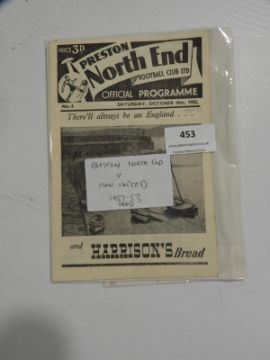 PRICE 3D
PRESTON
North End
FOOTBALL CLUB LTD
OFFICIAL PROGRAMME
No. 6
SATURDAY, OCTOBER 1952.
There'll always be an England . . .
453
PRESTON NORTH END
V
MAN UNITED
1952-53
and HARRISON'S Bread